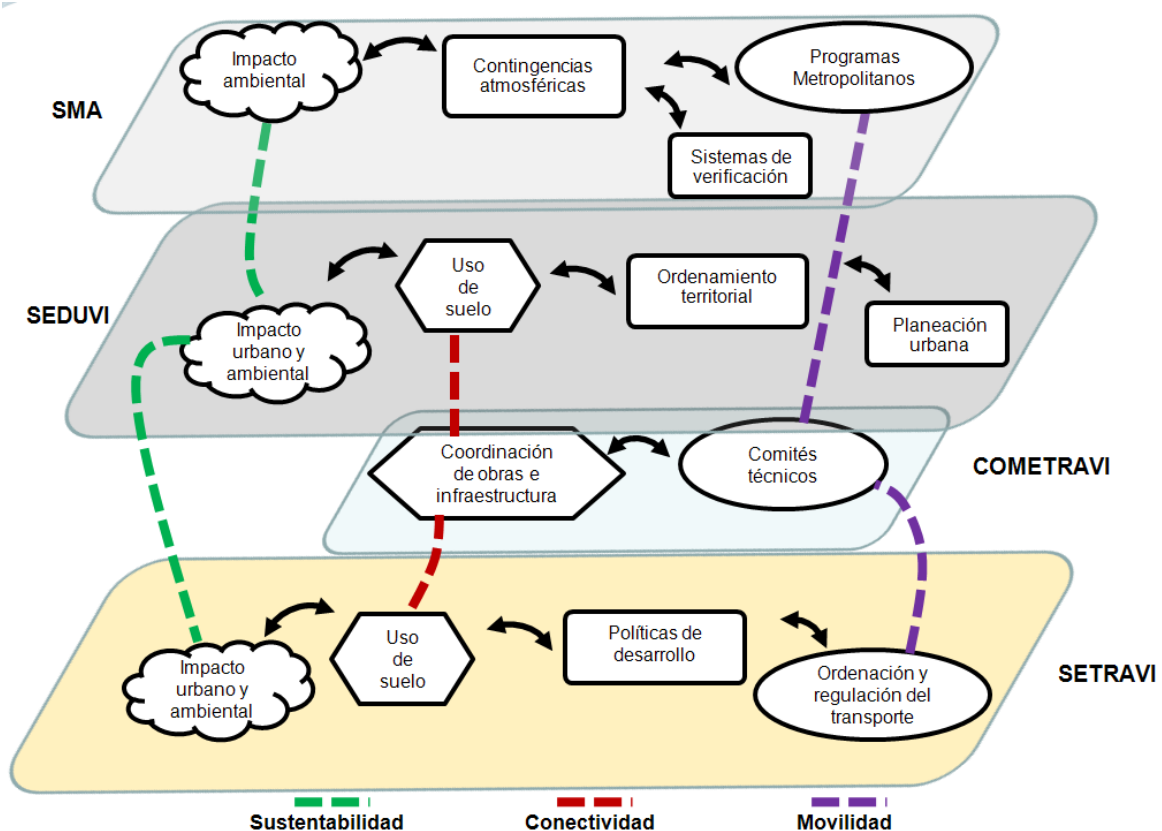 Impacto
ambiental
Contingencias
atmosféricas
Programas
Metropolitanos
SMA
Sistemas de
verificación
Uso
de
suelo
Ordenamiento
territorial
SEDUVI
Impacto
urbano y
ambiental
Planeación
urbana
Coordinación
de obras e
infraestructura
Comités
técnicos
COMETRAVI
Impacto
urbano y
ambiental
Uso
de
suelo
Políticas de
desarrollo
Ordenación y
regulación del
transporte
SETRAVI
Sustentabilidad
Conectividad
Movilidad